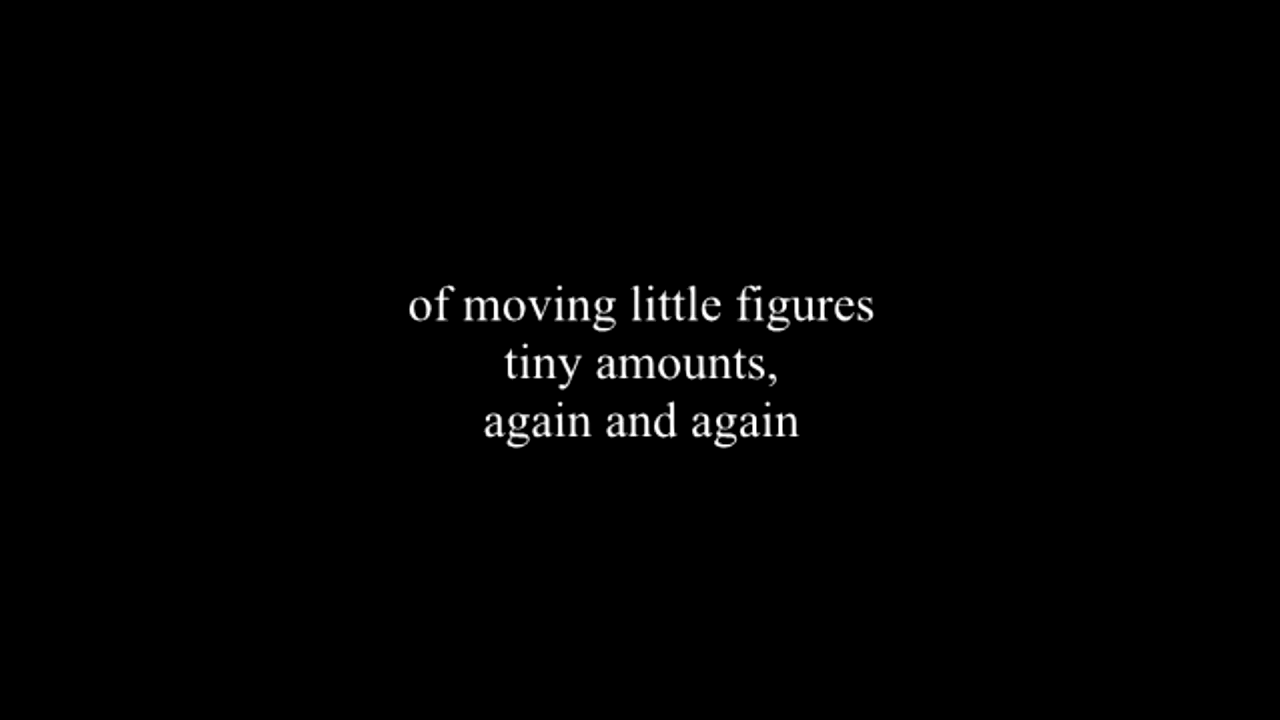 of moving little figures
tiny amounts,
again and again